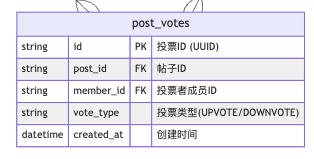 post_votes
string id PK 投票ID (UUID)
string post_id FK 帖子ID
string member_id FK 投票者成员ID
string vote_type 投票类型(UPVOTE/DOWNVOTE)
datetime created_at 创建时间